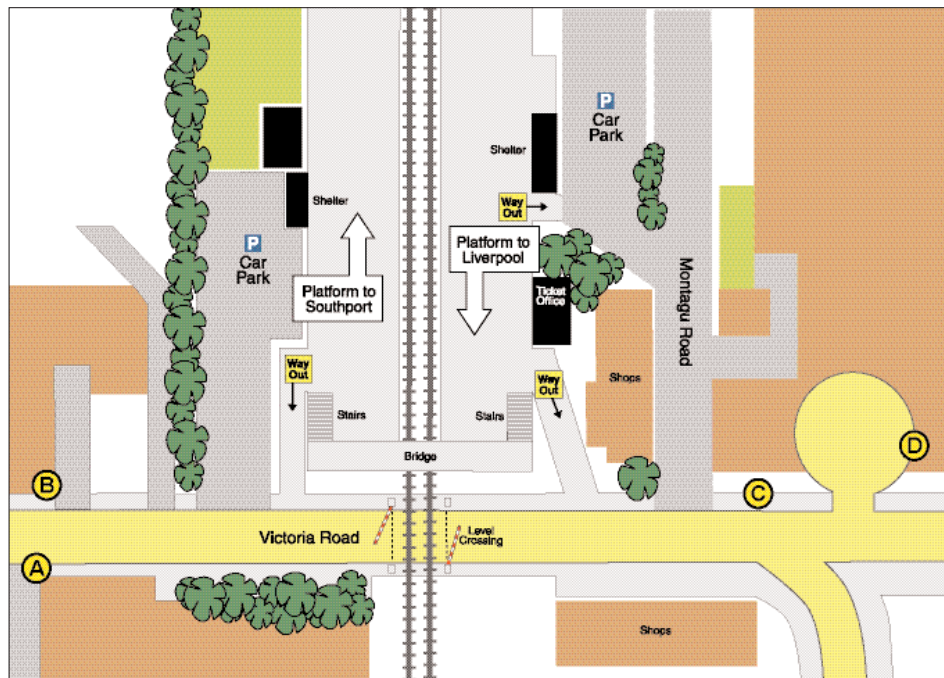 P
Car
Park
Shelter
Way
Out
Shelter
Platform to
Liverpool
P
Car
Park
Platform to
Southport
Ticket
Office
Montagu Road
Way
Out
Way
Out
Shops
Stairs
Stairs
Bridge
B
D
C
Victoria Road
Level
Crossing
A
Shops